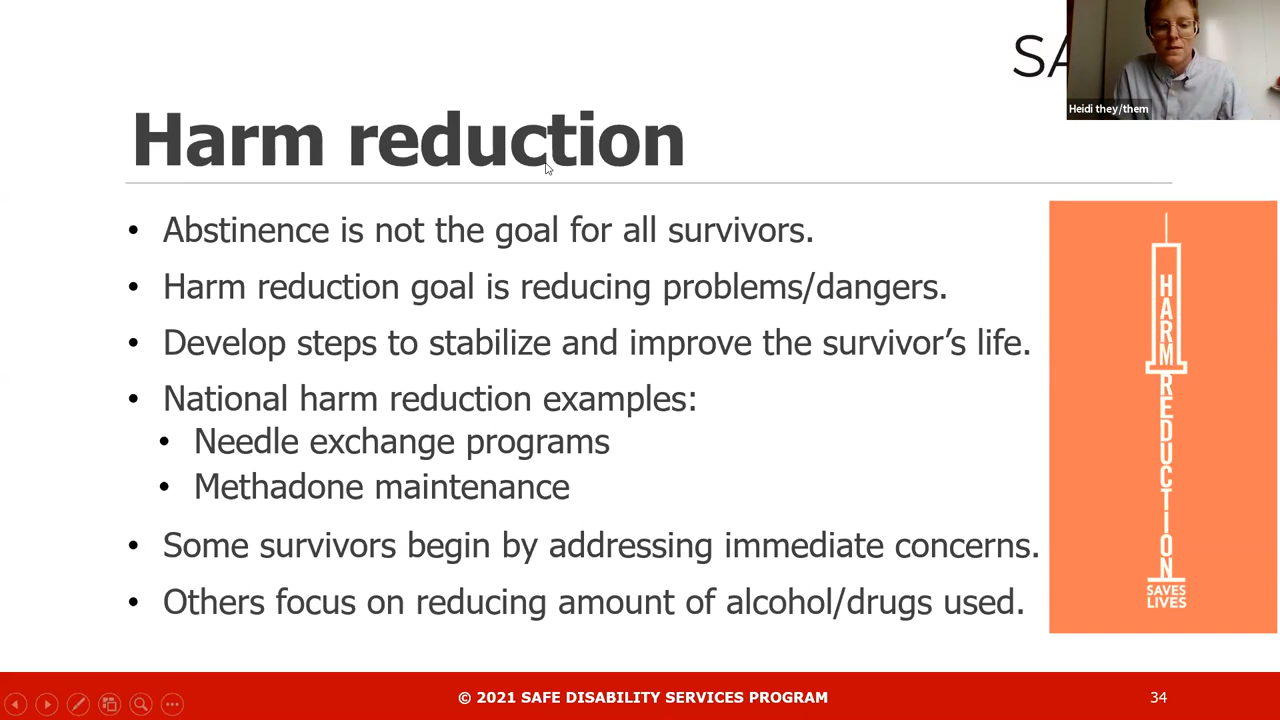 SA
Heidi they/them
Harm reduction
• Abstinence is not the goal for all survivors.
• Harm reduction goal is reducing problems/dangers.
• Develop steps to stabilize and improve the survivor’s life.
• National harm reduction examples:
• Needle exchange programs
• Methadone maintenance
• Some survivors begin by addressing immediate concerns.
• Others focus on reducing amount of alcohol/drugs used.
HARM REDUCTION
SAVES
LIVES
© 2021 SAFE DISABILITY SERVICES PROGRAM
34